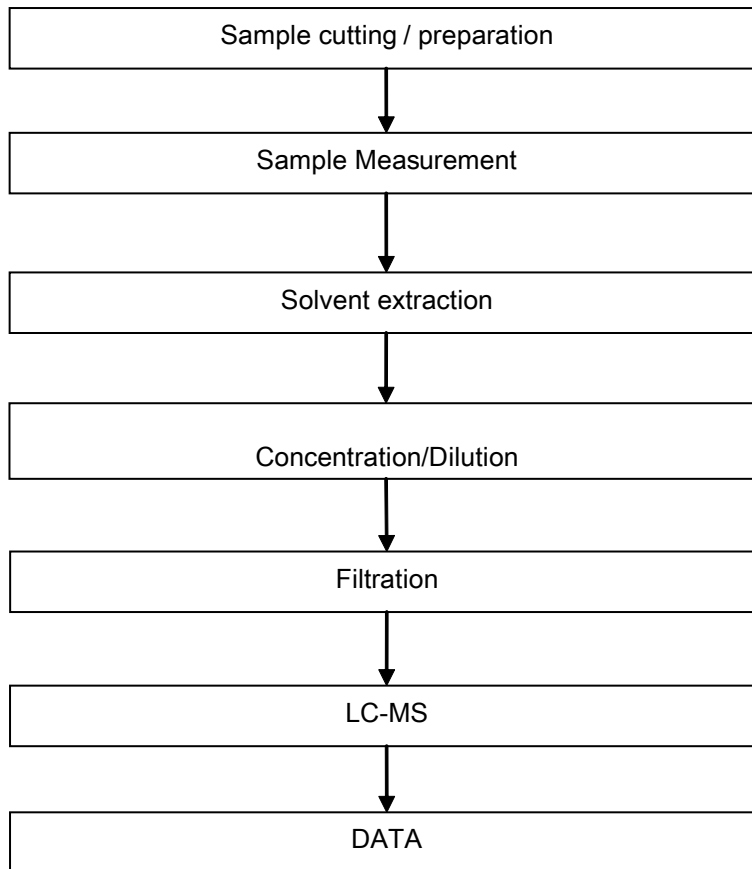 Sample cutting / preparation
Sample Measurement
Solvent extraction
Concentration/Dilution
Filtration
LC-MS
DATA